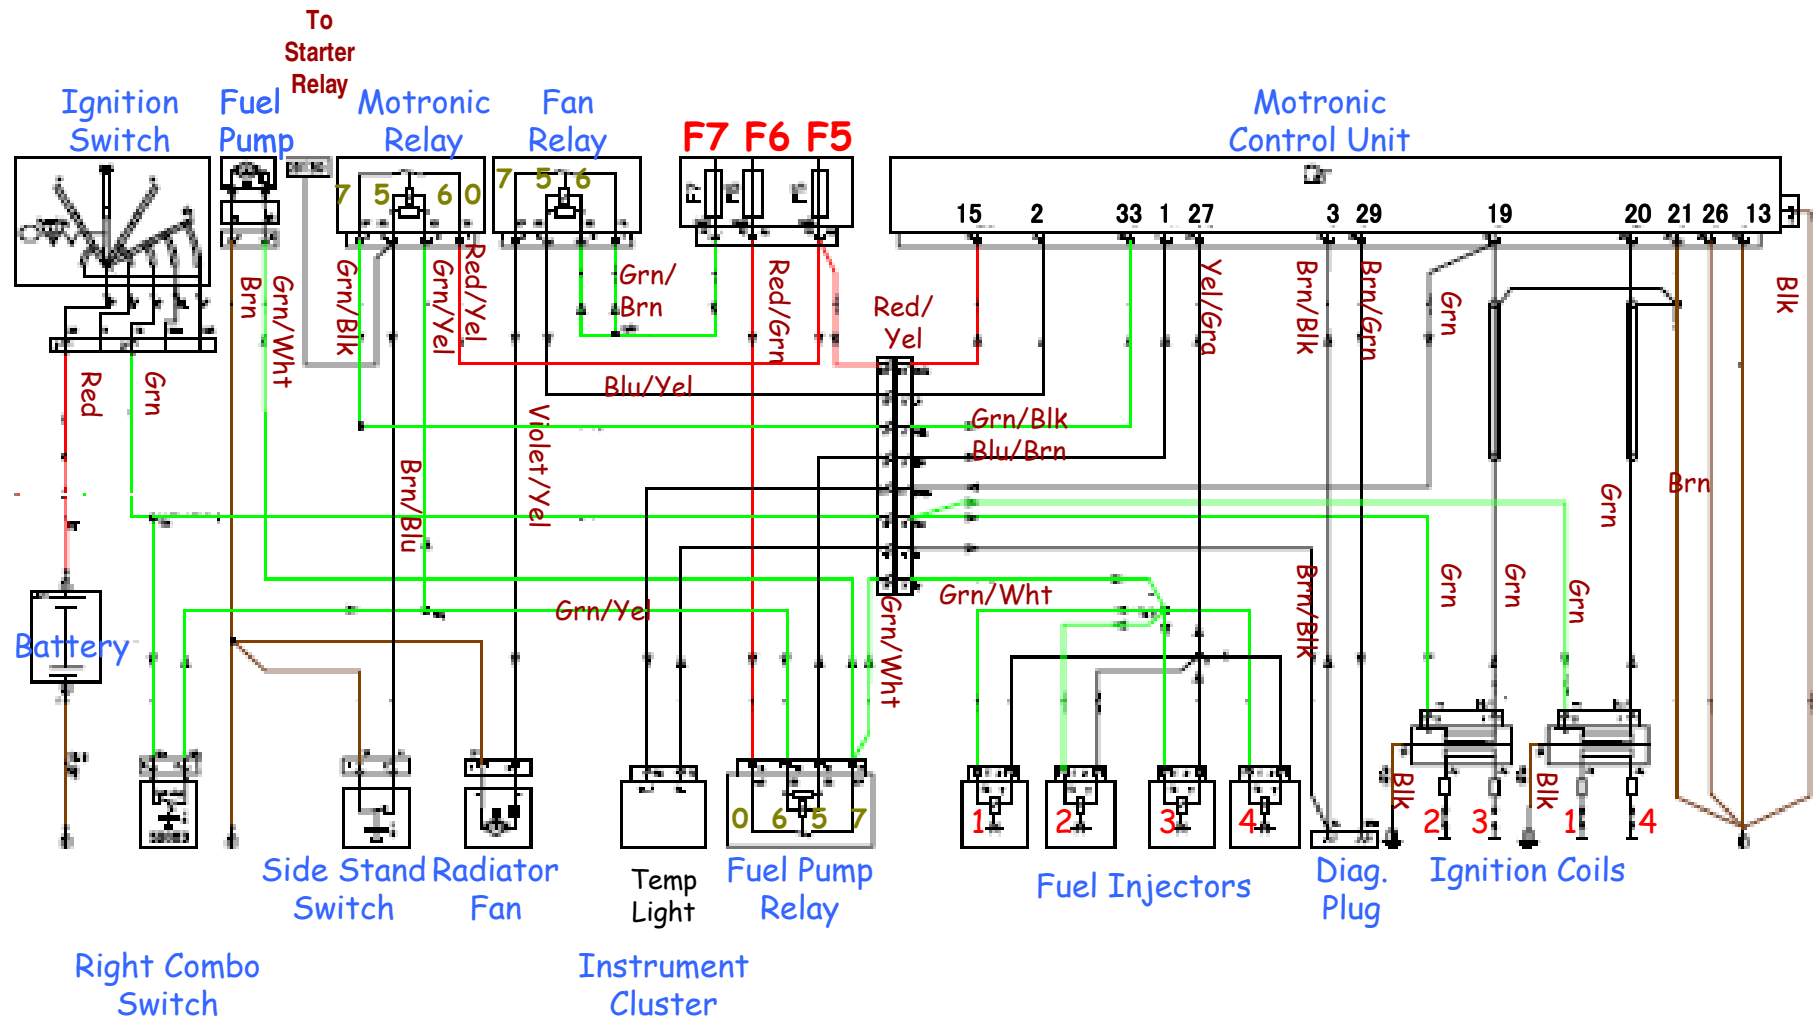 To
Starter
Relay
Ignition
Switch
Fuel
Pump
Motronic
Relay
Fan
Relay
F7 F6 F5
Motronic
Control Unit
7 5 6 0
7 5 6
F7
F6
F5
15 2 33 1 27 3 29 19 20 21 26 13
Red
Grn
Brn
Grn/Wht
Grn/Blk
Grn/Yel
Red/Yel
Grn/
Brn
Red/Grn
Red/
Yel
Yel/Gra
Brn/Blk
Brn/Grn
Grn
Blk
Blu/Yel
Violet/Yel
Brn/Blu
Grn/Blk
Blu/Brn
Grn
Brn
Grn/Yel
Grn/Wht
Grn/Wht
Brn/Blk
Grn
Grn
Grn
Battery
Blk
Blk
0 6 5 7
1 2 3 4
2 3 1 4
Side Stand
Switch
Radiator
Fan
Temp
Light
Fuel Pump
Relay
Fuel Injectors
Diag.
Plug
Ignition Coils
Right Combo
Switch
Instrument
Cluster